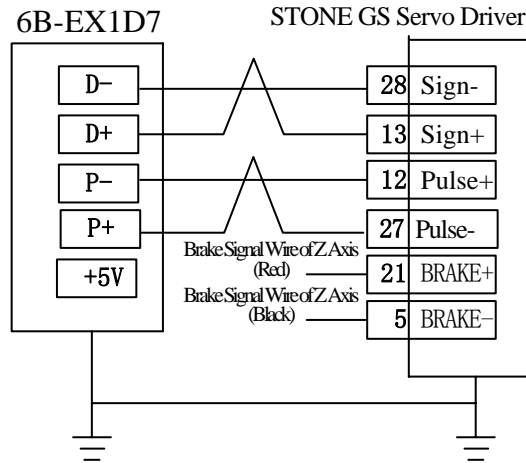 6B-EX1D7
STONE GS Servo Driver
D-
28 Sign-
D+
13 Sign+
P-
12 Pulse+
P+
27 Pulse-
Brake Signal Wire of Z Axis
(Red)
+5V
21 BRAKE+
Brake Signal Wire of Z Axis
(Black)
5 BRAKE-